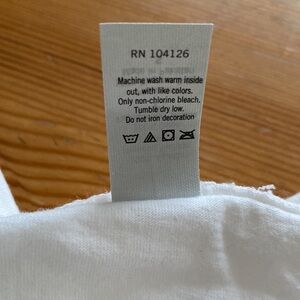 RN 104126
Machine wash warm inside
out, with like colors.
Only non-chlorine bleach.
Tumble dry low.
Do not iron decoration